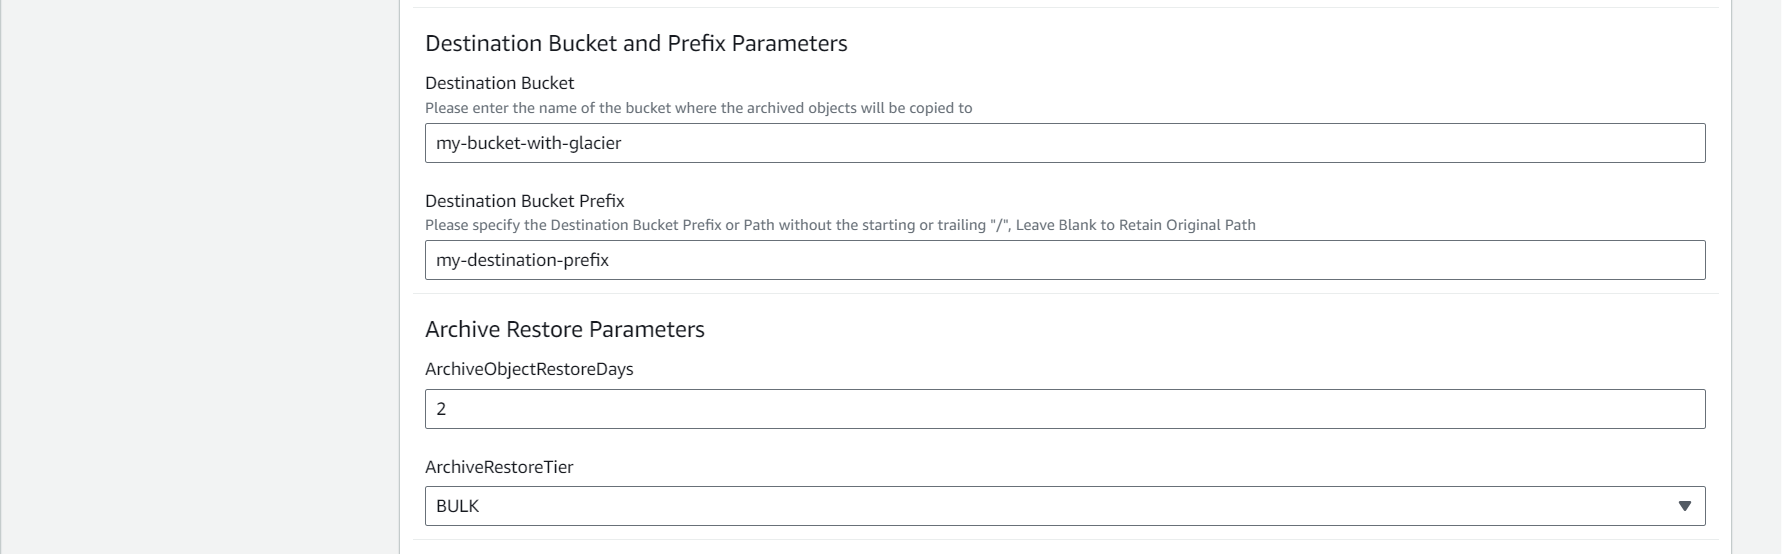 Destination Bucket and Prefix Parameters
Destination Bucket
Please enter the name of the bucket where the archived objects will be copied to
my-bucket-with-glacier
Destination Bucket Prefix
Please specify the Destination Bucket Prefix or Path without the starting or trailing "/", Leave Blank to Retain Original Path
my-destination-prefix
Archive Restore Parameters
ArchiveObjectRestoreDays
2
ArchiveRestoreTier
BULK